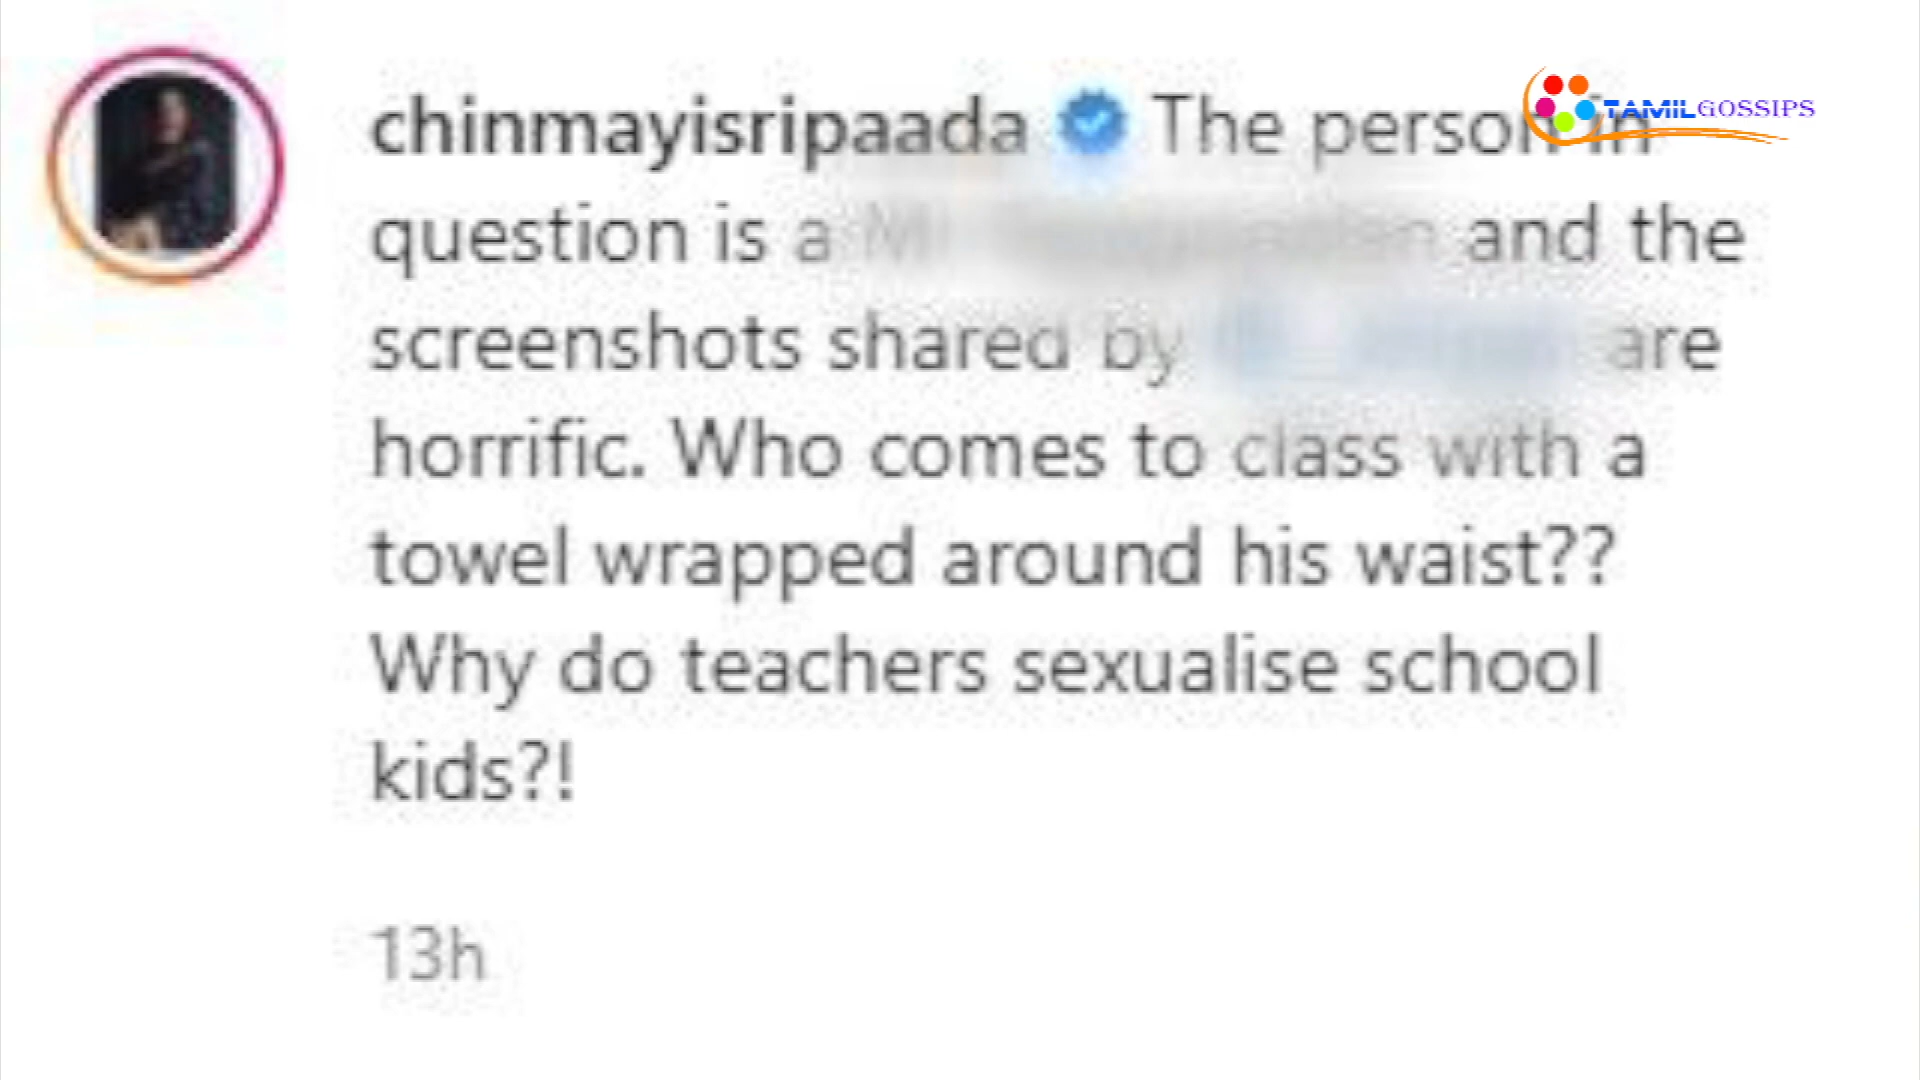 chinmayisripaada The person in
question is a and the
screenshots shared by are
horrific. Who comes to class with a
towel wrapped around his waist??
Why do teachers sexualise school
kids?!
13h
TAMILGOSSIPS